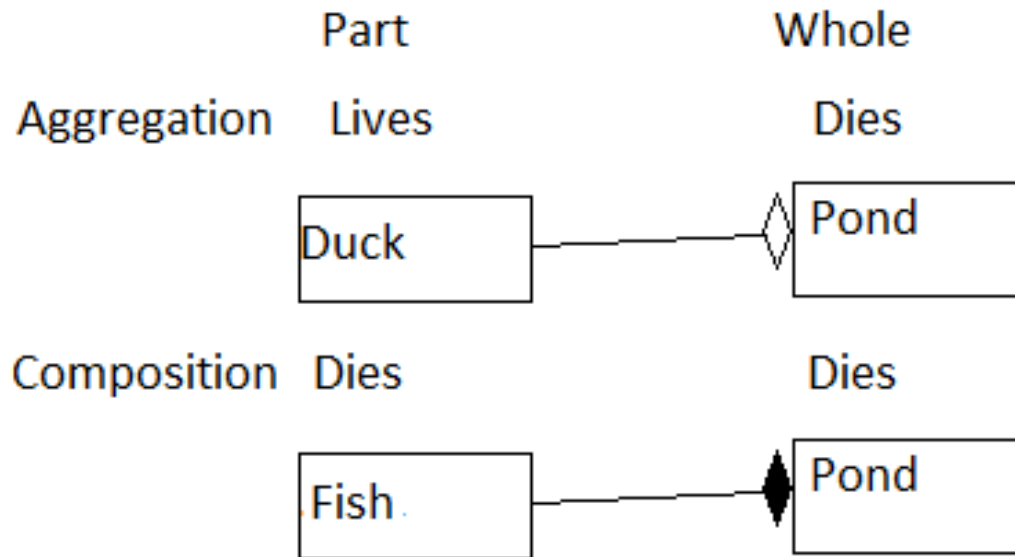 Part Whole
Aggregation Lives Dies
Duck Pond
Composition Dies Dies
Fish Pond